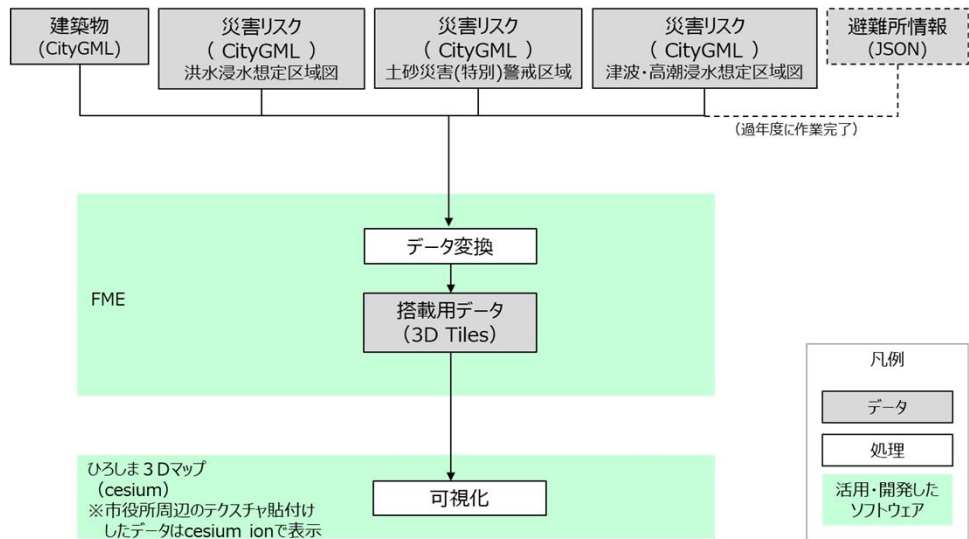 建築物
(CityGML)
災害リスク
( CityGML )
洪水浸水想定区域図
災害リスク
( CityGML )
土砂災害(特別)警戒区域
災害リスク
( CityGML )
津波・高潮浸水想定区域図
避難所情報
(JSON)
(過年度に作業完了)
FME
データ変換
搭載用データ
(3D Tiles)
ひろしま3Dマップ
(cesium)
※市役所周辺のテクスチャ貼付け
したデータはcesium ionで表示
可視化
凡例
データ
処理
活用・開発した
ソフトウェア